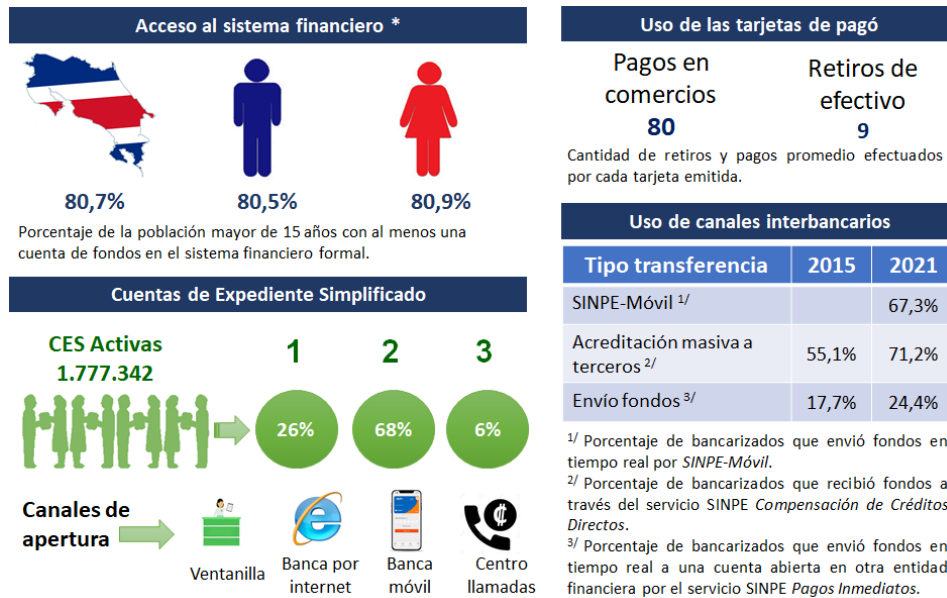 Acceso al sistema financiero *
80,7%
80,5%
80,9%
Porcentaje de la población mayor de 15 años con al menos una
cuenta de fondos en el sistema financiero formal.
Cuentas de Expediente Simplificado
CES Activas
1.777.342
1
2
3
26%
68%
6%
Canales de
apertura
Ventanilla
Banca por
internet
Banca
móvil
Centro
llamadas
Uso de las tarjetas de pagó
Pagos en
comercios
80
Retiros de
efectivo
9
Cantidad de retiros y pagos promedio efectuados
por cada tarjeta emitida.
Uso de canales interbancarios
Tipo transferencia 2015 2021
SINPE-Móvil 1/ 67,3%
Acreditación masiva a
terceros 2/ 55,1% 71,2%
Envío fondos 3/ 17,7% 24,4%
1/ Porcentaje de bancarizados que envió fondos en
tiempo real por SINPE-Móvil.
2/ Porcentaje de bancarizados que recibió fondos a
través del servicio SINPE Compensación de Créditos
Directos.
3/ Porcentaje de bancarizados que envió fondos en
tiempo real a una cuenta abierta en otra entidad
financiera por el servicio SINPE Pagos Inmediatos.